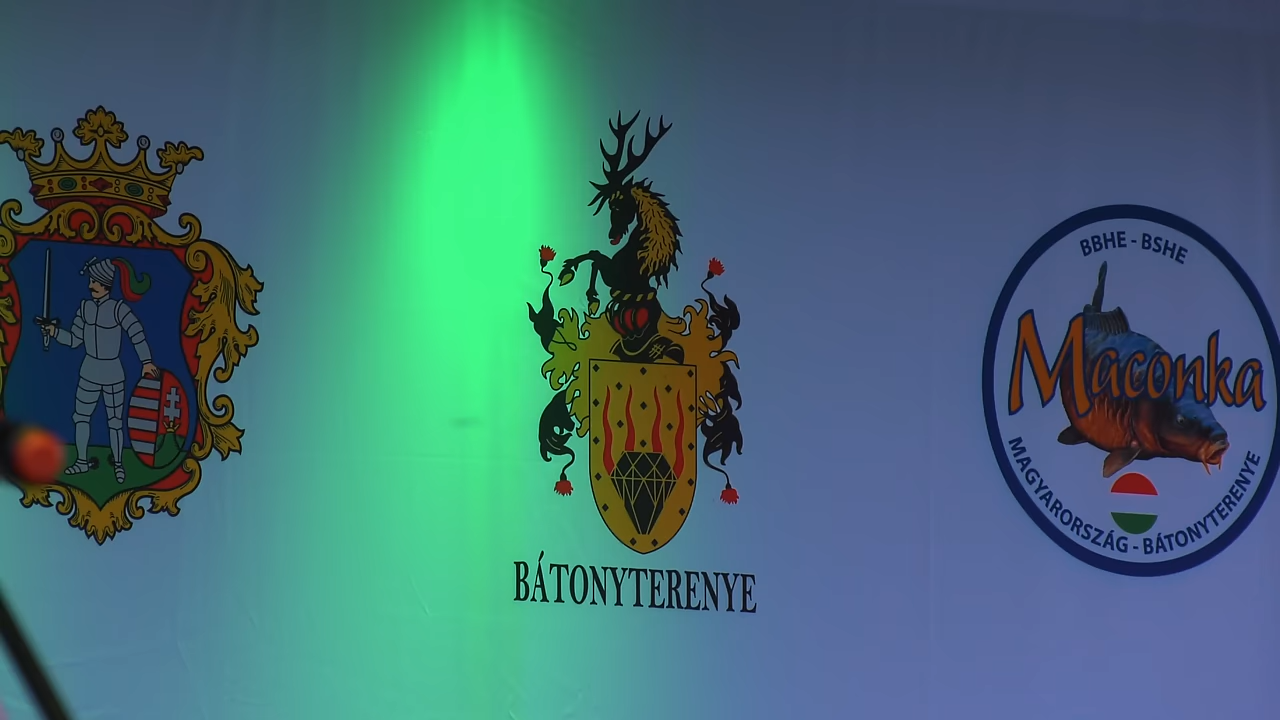 BÁTONYTERENYE
BBHE - BSHE
Maconka
MAGYARORSZÁG - BÁTONYTERENYE